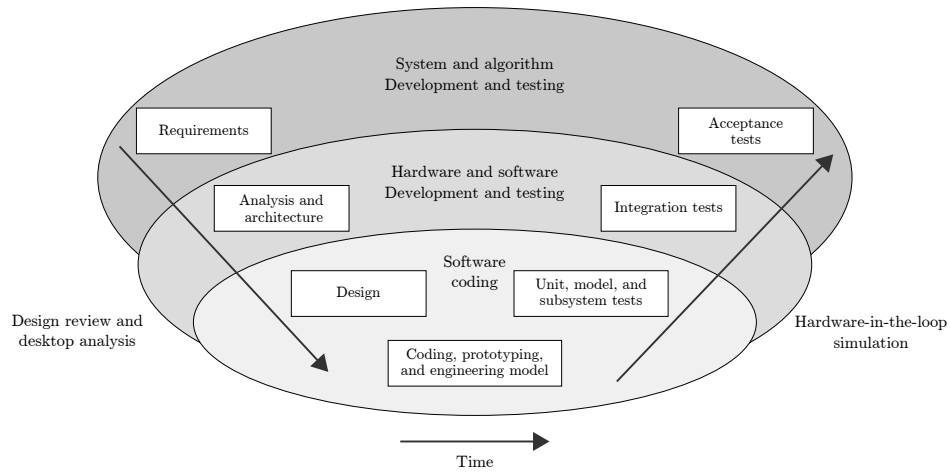 System and algorithm
Development and testing
Requirements
Acceptance
tests
Hardware and software
Development and testing
Analysis and
architecture
Integration tests
Software
coding
Design
Unit, model, and
subsystem tests
Design review and
desktop analysis
Hardware-in-the-loop
simulation
Coding, prototyping,
and engineering model
Time